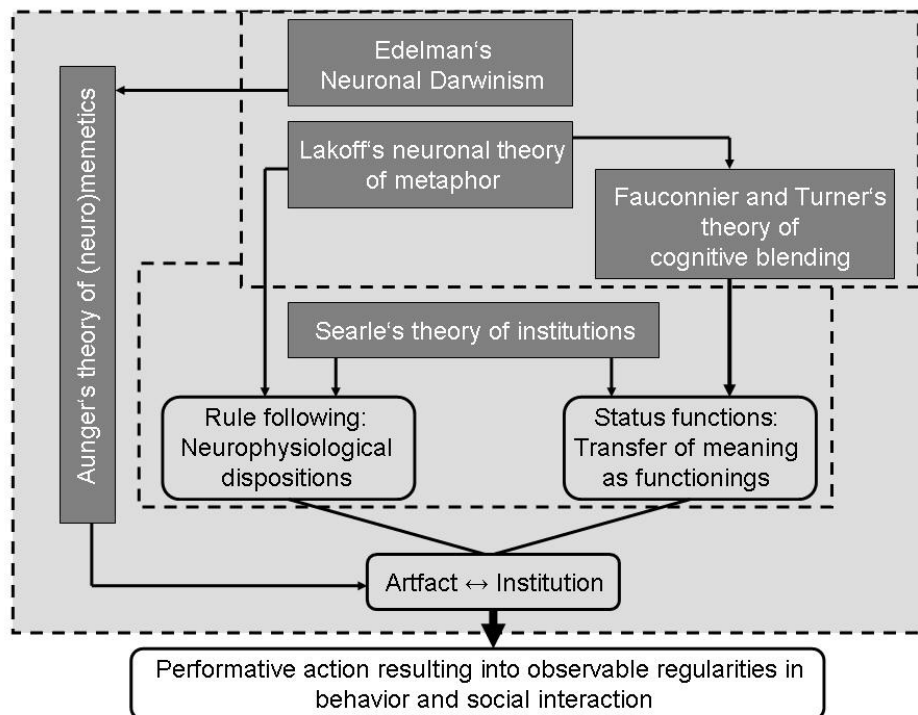 Edelman‘s
Neuronal Darwinism
Aunger‘s theory of (neuro)memetics
Lakoff‘s neuronal theory
of metaphor
Fauconnier and Turner‘s
theory of
cognitive blending
Searle‘s theory of institutions
Rule following:
Neurophysiological
dispositions
Status functions:
Transfer of meaning
as functionings
Artfact ↔ Institution
Performative action resulting into observable regularities in
behavior and social interaction